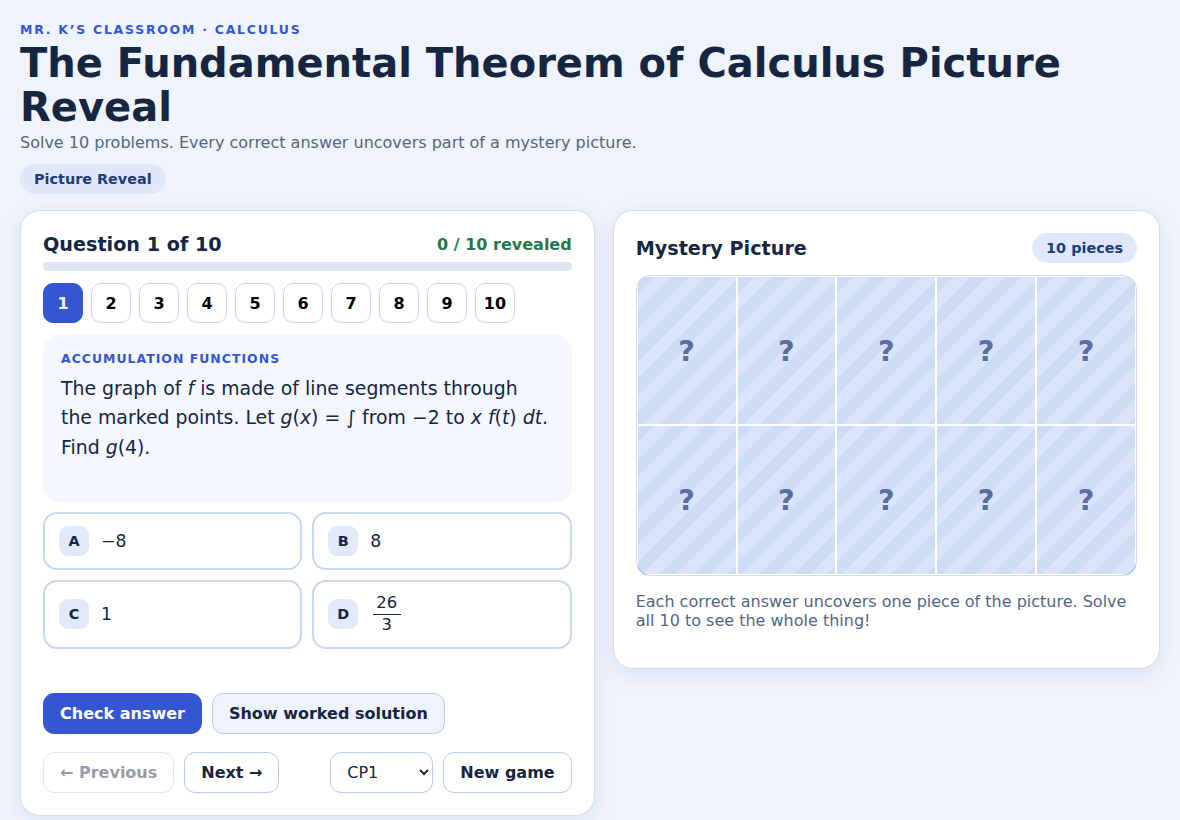 MR. K’S CLASSROOM · CALCULUS
The Fundamental Theorem of Calculus Picture
Reveal
Solve 10 problems. Every correct answer uncovers part of a mystery picture.
Picture Reveal
Question 1 of 10
0 / 10 revealed
1 2 3 4 5 6 7 8 9 10
ACCUMULATION FUNCTIONS
The graph of f is made of line segments through
the marked points. Let g(x) = ∫ from −2 to x f(t) dt.
Find g(4).
A −8
B 8
C 1
D 26/3
Check answer
Show worked solution
← Previous
Next →
CP1
New game
Mystery Picture
10 pieces
? ? ? ? ?
? ? ? ? ?
Each correct answer uncovers one piece of the picture. Solve
all 10 to see the whole thing!